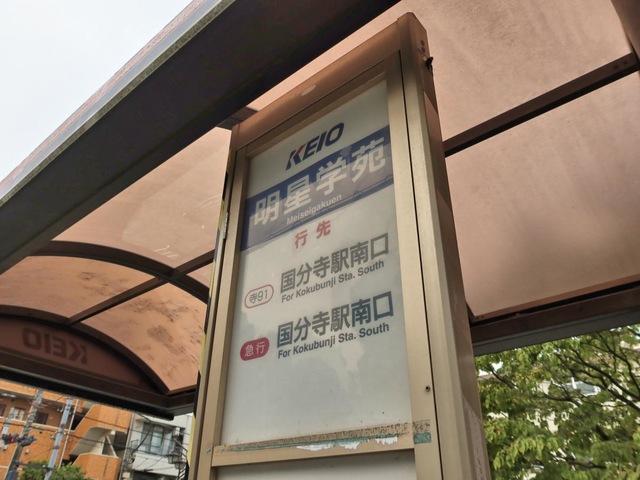 KEIO
明星学苑
Meiseigakuen
行先
寺91 国分寺駅南口
For Kokubunji Sta. South
急行 国分寺駅南口
For Kokubunji Sta. South
KEIO